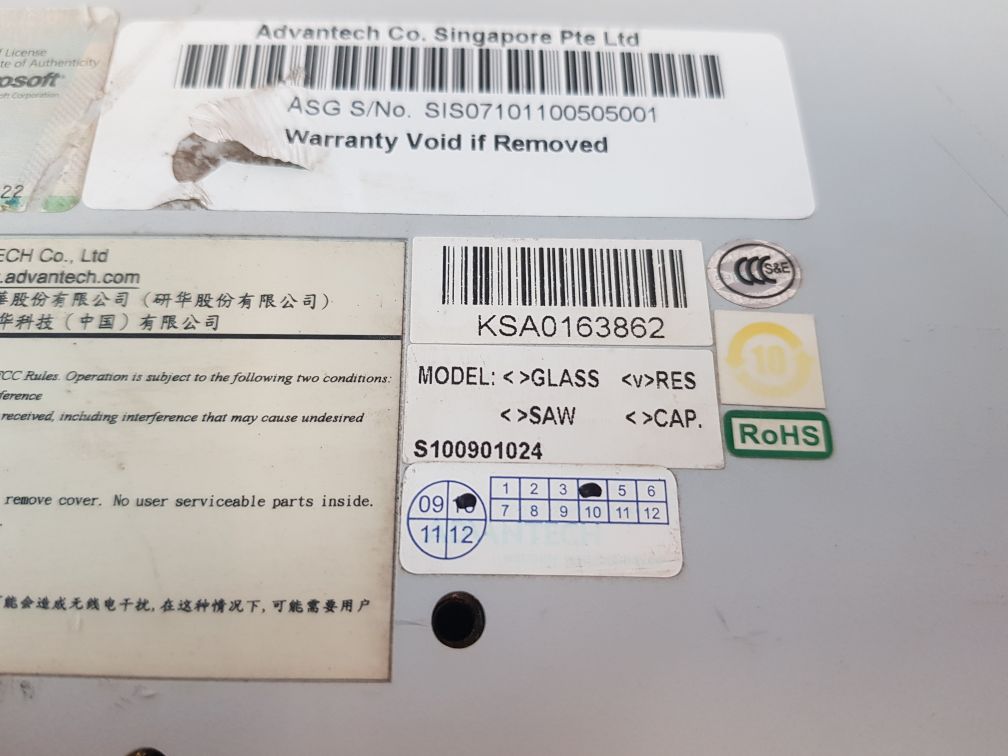 License
te of Authenticity
osoft
Corporation
22
Advantech Co. Singapore Pte Ltd
ASG S/No. SIS07101100505001
Warranty Void if Removed
ECH Co., Ltd
.advantech.com
華股份有限公司 (研华股份有限公司)
华科技 (中国) 有限公司
CC Rules. Operation is subject to the following two conditions:
ference
received, including interference that may cause undesired
remove cover. No user serviceable parts inside.
能会造成无线电干扰,在这种情况下,可能需要用户
KSA0163862
MODEL: < >GLASS <v>RES
< >SAW < >CAP.
S100901024
09
11 12
1 2 3 5 6
7 8 9 10 11 12
ADVANTECH
CCC S&E
10
RoHS